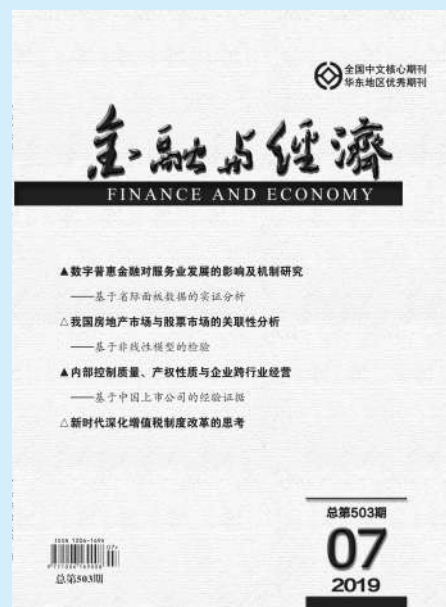 全国中文核心期刊
华东地区优秀期刊
金融与經濟
FINANCE AND ECONOMY
▲数字普惠金融对服务业发展的影响及机制研究
——基于省际面板数据的实证分析
△我国房地产市场与股票市场的关联性分析
——基于非线性模型的检验
▲内部控制质量、产权性质与企业跨行业经营
——基于中国上市公司的经验证据
△新时代深化增值税制度改革的思考
总第503期
07
2019
总第503期